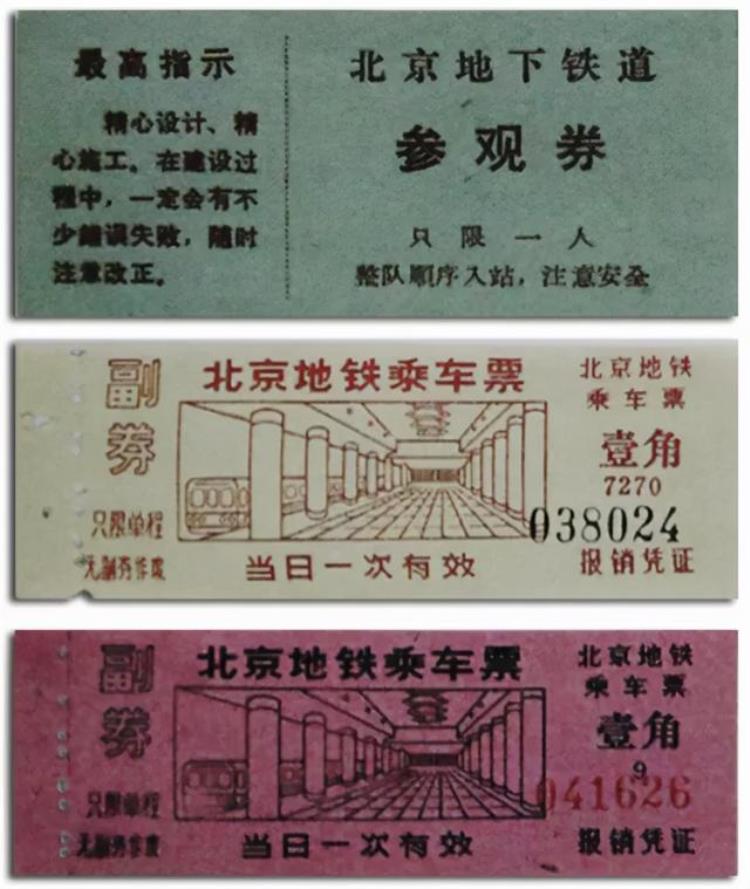 最高指示
精心设计、精
心施工。在建设过
程中，一定会有不
少错误失败，随时
注意改正。
北京地下铁道
参观券
只限一人
整队顺序入站，注意安全
副券
只限单程
无副券作废
北京地铁乘车票
当日一次有效
北京地铁
乘车票
壹角
7270
038024
报销凭证
副券
只限单程
无副券作废
北京地铁乘车票
当日一次有效
北京地铁
乘车票
壹角
9
041626
报销凭证